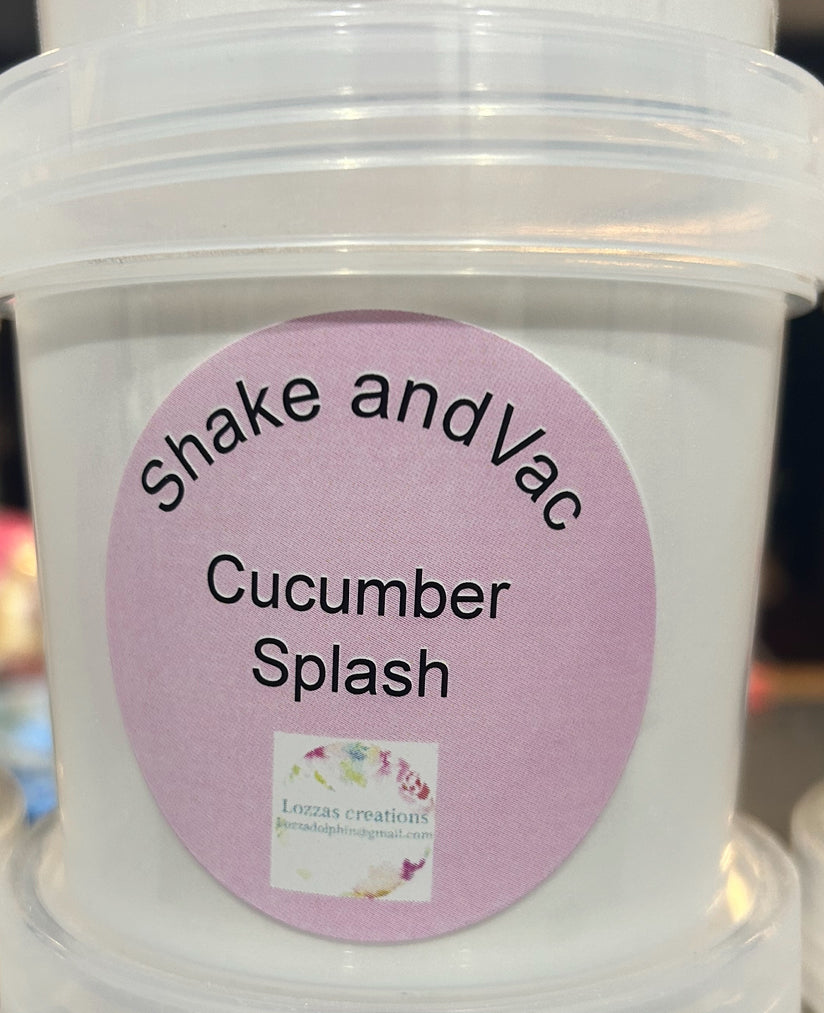 Shake andVac
Cucumber
Splash
Lozzas creations
Lozzadolphin@gmail.com